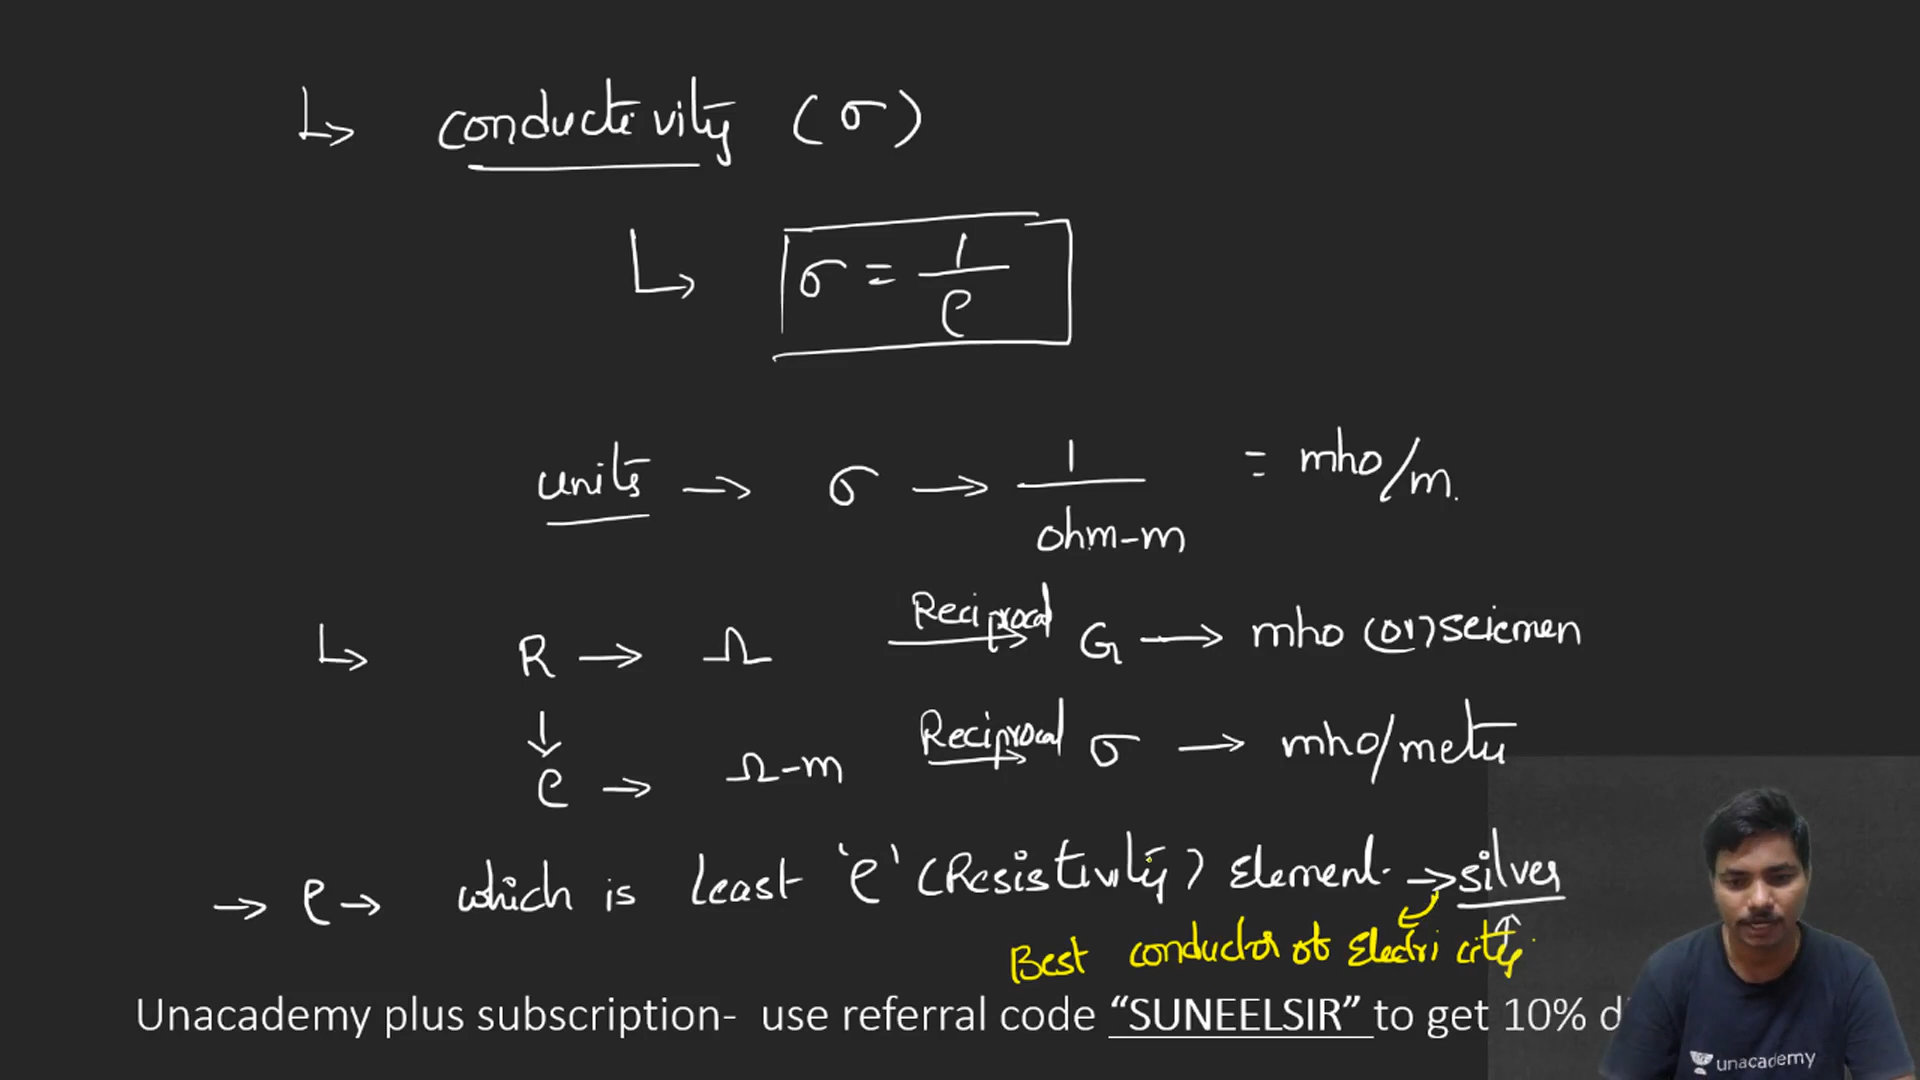 ↳ conductivity (σ)
↳ σ = 1/ρ
units → σ → 1/ohm-m = mho/m.
↳ R → Ω Reciprocal→ G → mho (or) seicmen
↓
ρ → Ω-m Reciprocal→ σ → mho/meter
→ ρ → which is least 'ρ' (Resistivity) Element. → silver
Best conductor of Electricity
Unacademy plus subscription- use referral code “SUNEELSIR” to get 10% d
unacademy